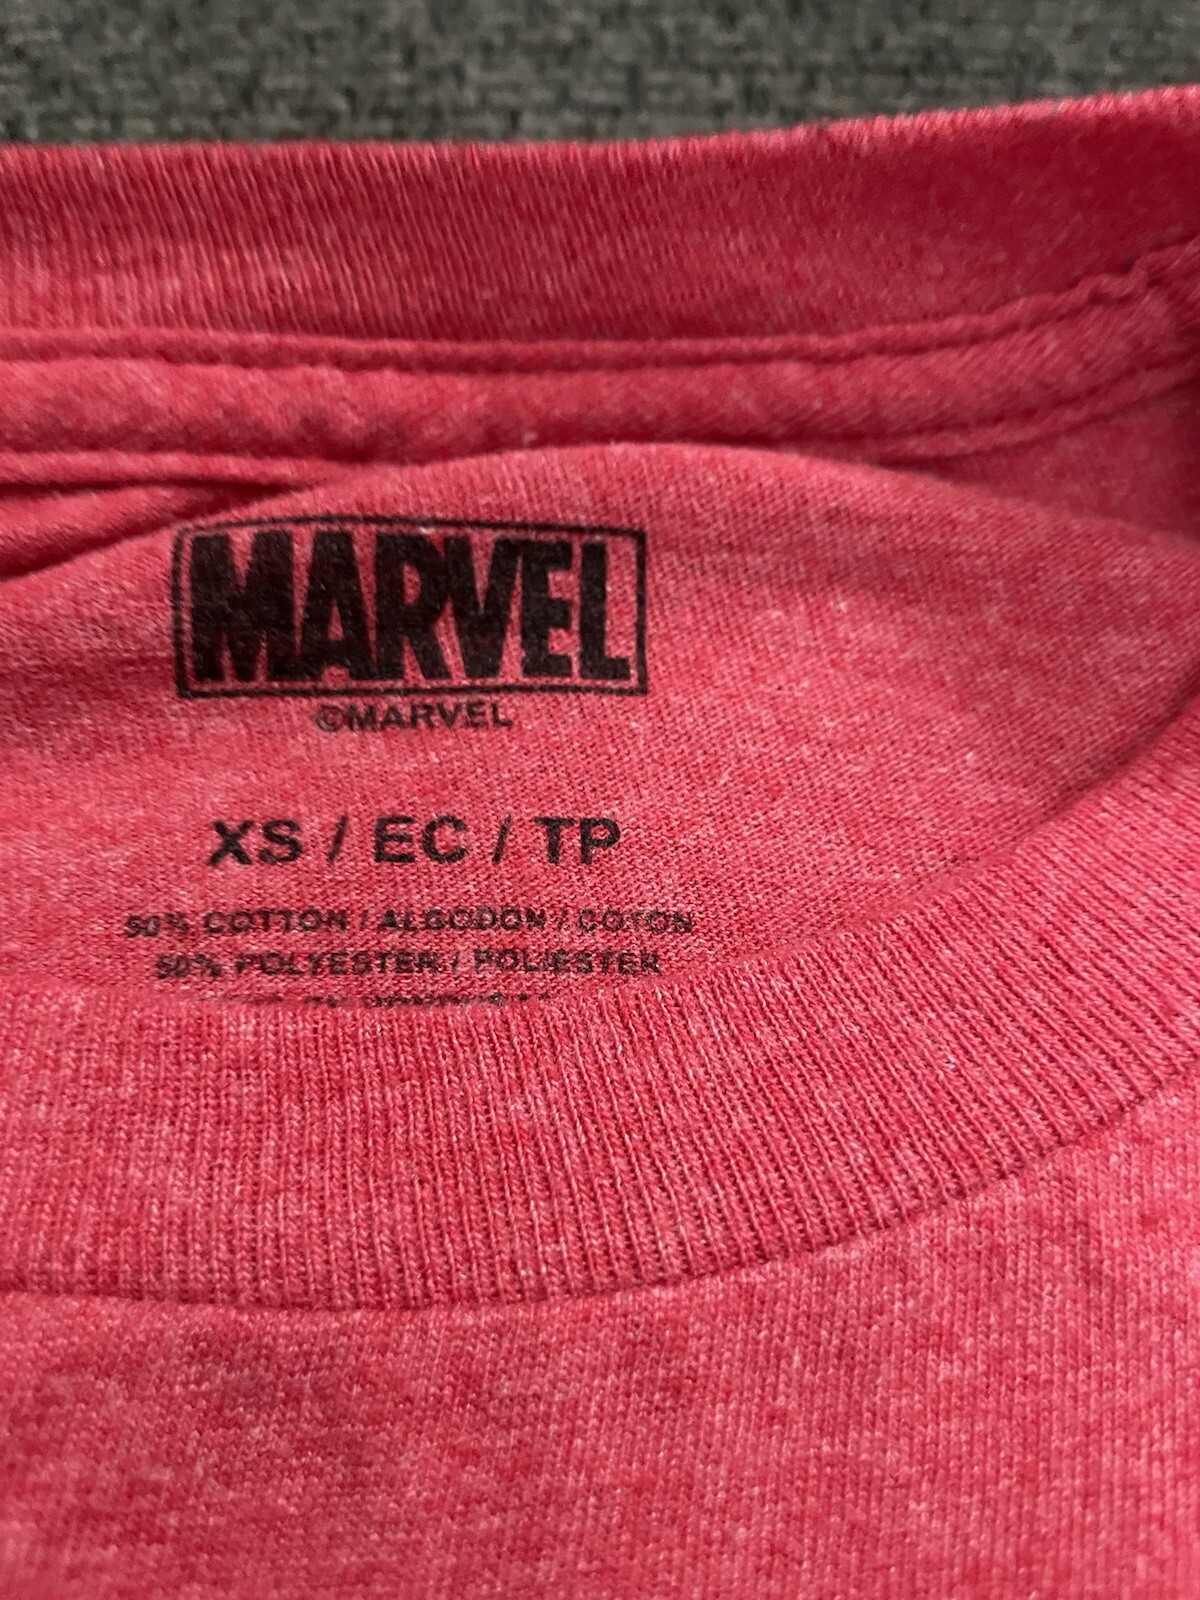 MARVEL
©MARVEL
XS / EC / TP
50% COTTON / ALGODON / COTON
50% POLYESTER / POLIESTER